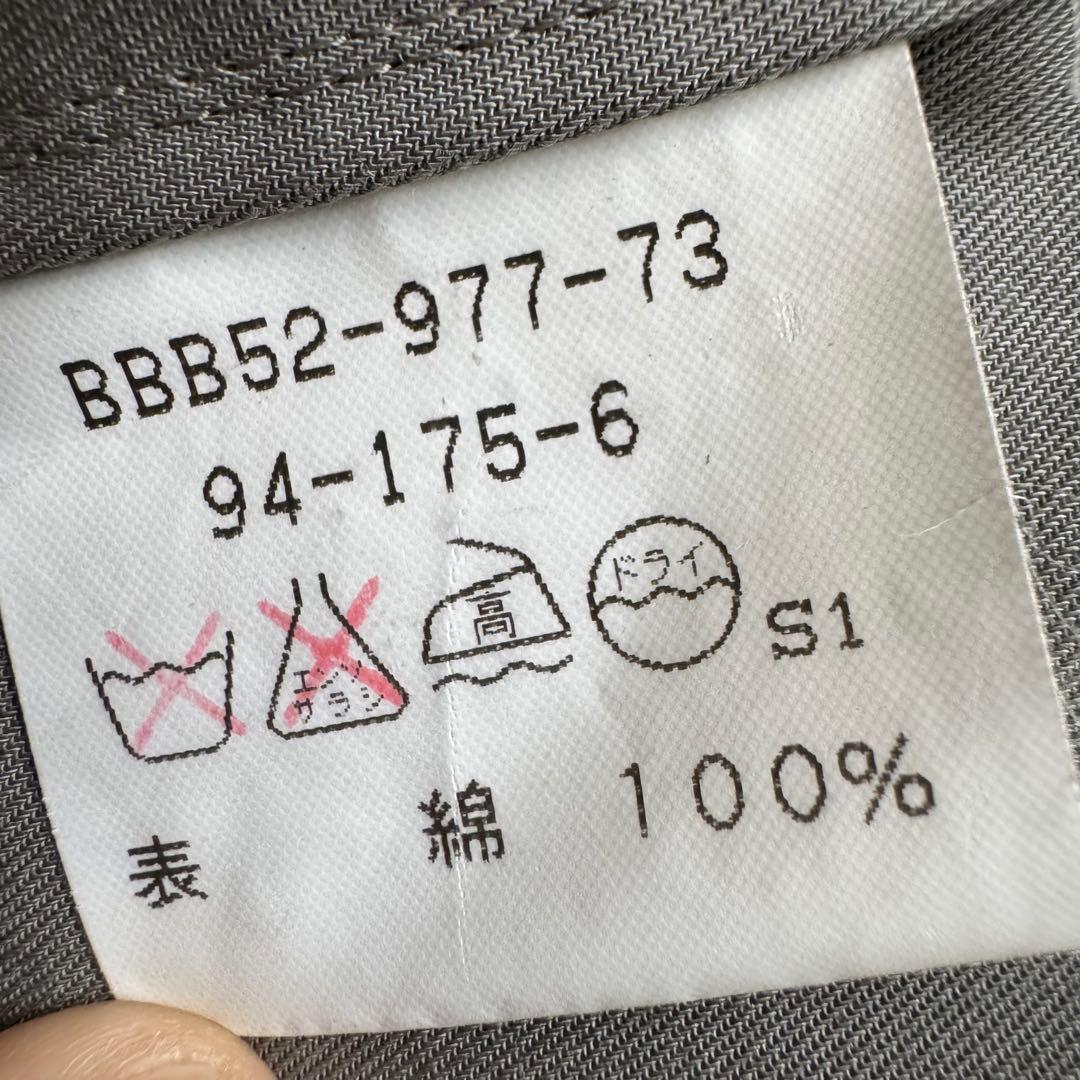 BBB52-977-73
94-175-6
エンソ
サラシ
高
ドライ
S1
表 綿 100%